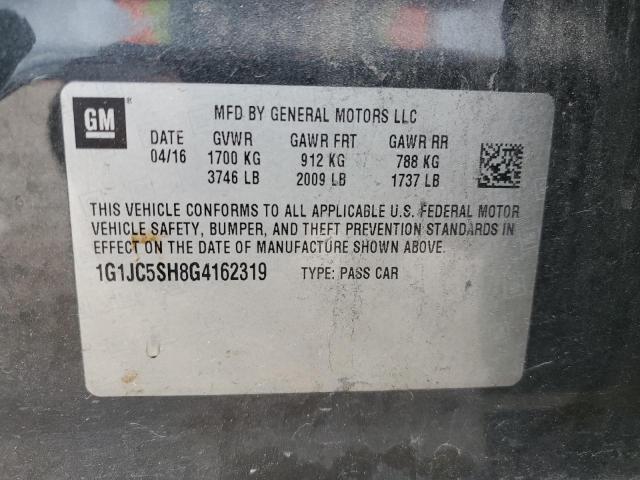 GM
MFD BY GENERAL MOTORS LLC
DATE GVWR GAWR FRT GAWR RR
04/16 1700 KG 912 KG 788 KG
3746 LB 2009 LB 1737 LB
THIS VEHICLE CONFORMS TO ALL APPLICABLE U.S. FEDERAL MOTOR
VEHICLE SAFETY, BUMPER, AND THEFT PREVENTION STANDARDS IN
EFFECT ON THE DATE OF MANUFACTURE SHOWN ABOVE.
1G1JC5SH8G4162319 TYPE: PASS CAR